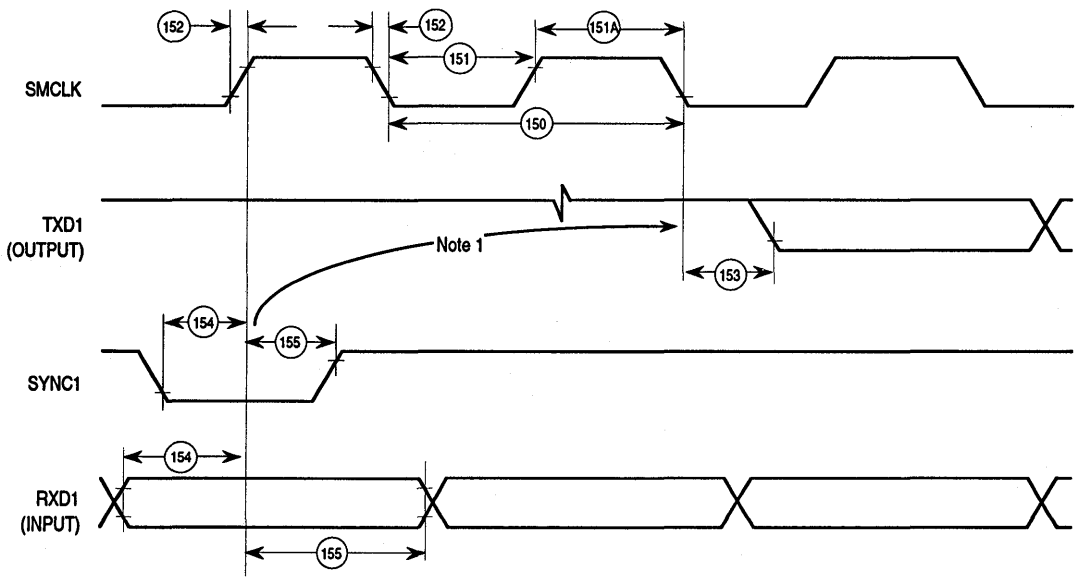 152
152
151
151A
SMCLK
150
TXD1
(OUTPUT)
Note 1
153
154
155
SYNC1
154
RXD1
(INPUT)
155